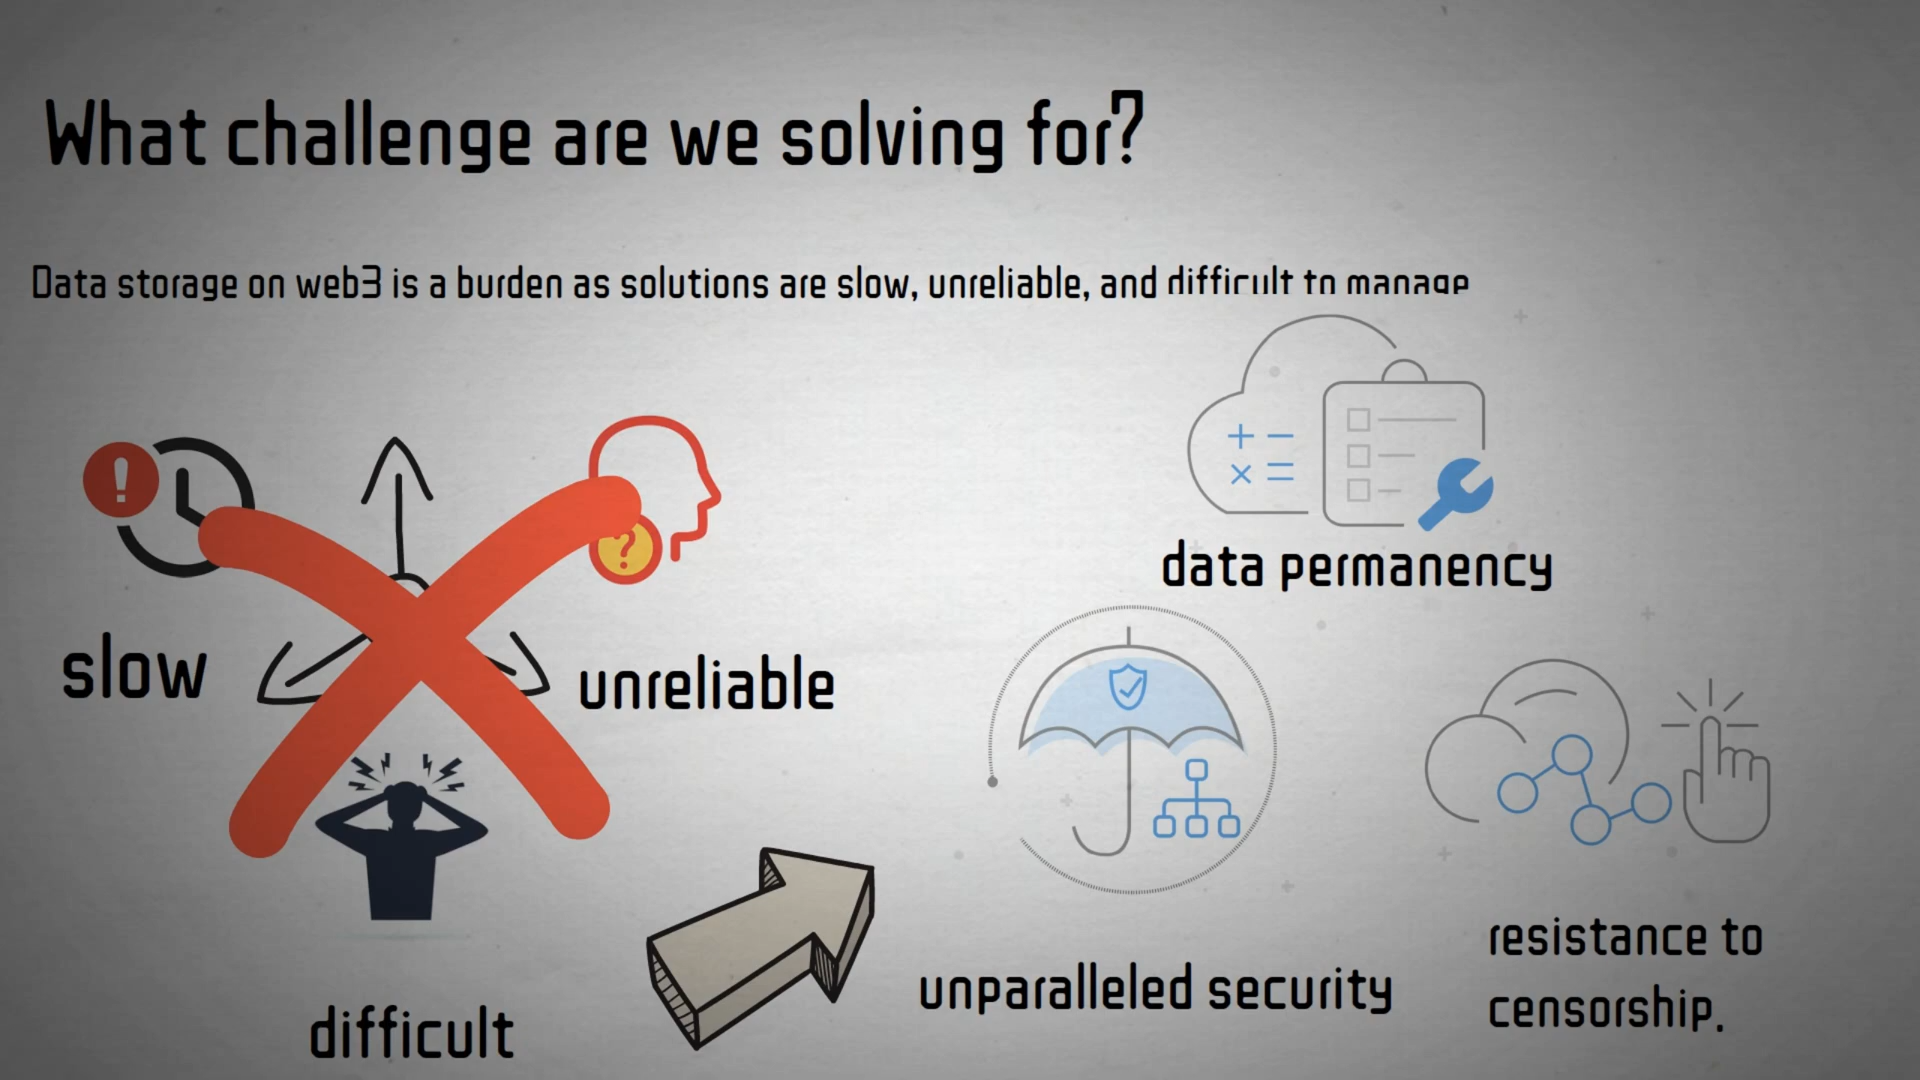 What challenge are we solving for?
Data storage on web3 is a burden as solutions are slow, unreliable, and difficult to manage
slow
unreliable
difficult
data permanency
unparalleled security
resistance to
censorship.